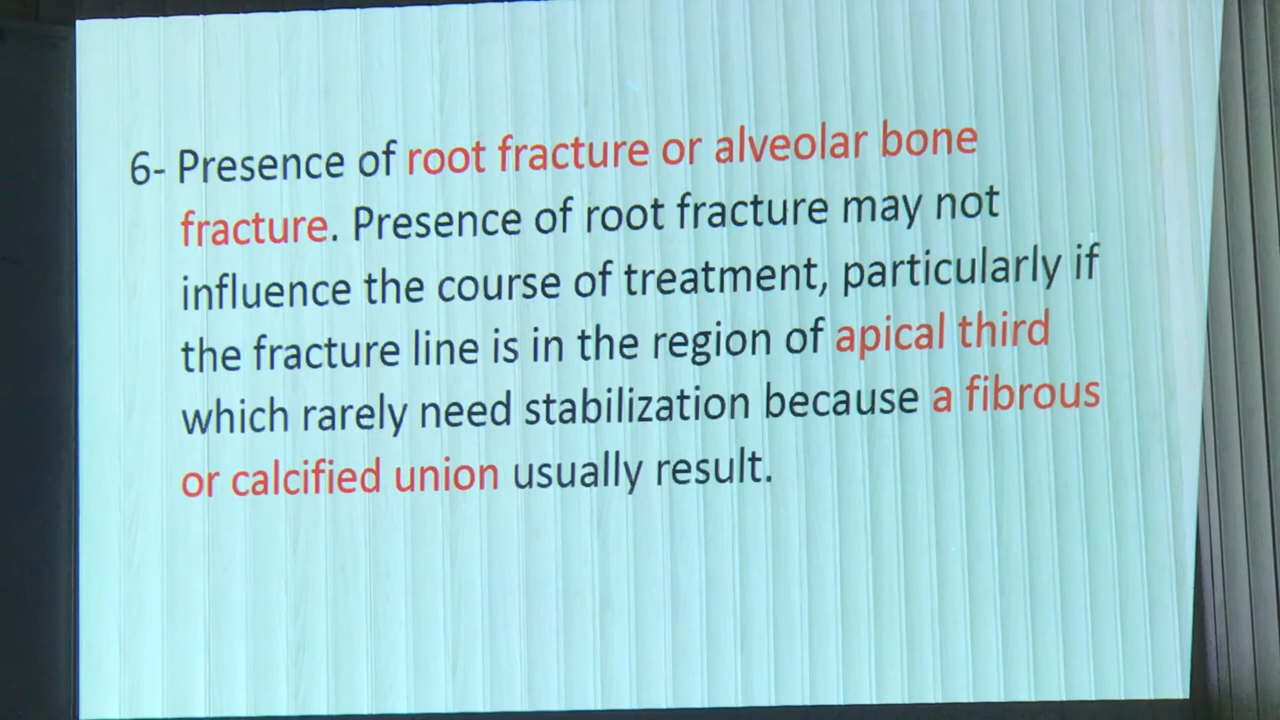 6- Presence of root fracture or alveolar bone
fracture. Presence of root fracture may not
influence the course of treatment, particularly if
the fracture line is in the region of apical third
which rarely need stabilization because a fibrous
or calcified union usually result.